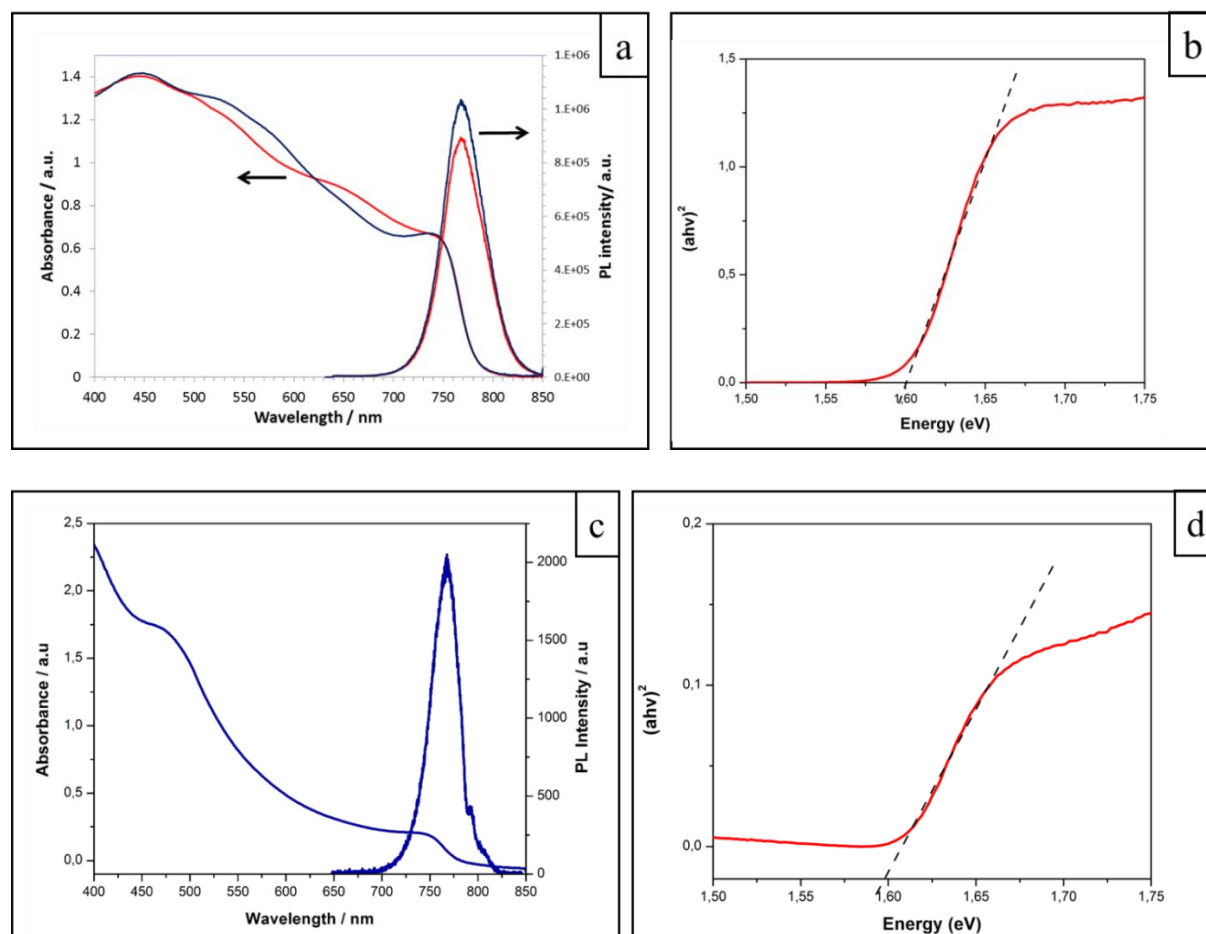 a
1.E+06
1.4
1.2
1
0.8
0.6
0.4
0.2
0
1.E+06
8.E+05
6.E+05
4.E+05
2.E+05
0.E+00
Absorbance / a.u.
PL intensity/ a.u.
400 450 500 550 600 650 700 750 800 850
Wavelength / nm
b
1,5
1,0
0,5
0,0
(ahv)²
1,50 1,55 1,60 1,65 1,70 1,75
Energy (eV)
c
2,5
2,0
1,5
1,0
0,5
0,0
2000
1500
1000
500
0
Absorbance / a.u
PL Intensity / a.u
400 450 500 550 600 650 700 750 800 850
Wavelength / nm
d
0,2
0,1
0,0
(ahv)²
1,50 1,55 1,60 1,65 1,70 1,75
Energy (eV)